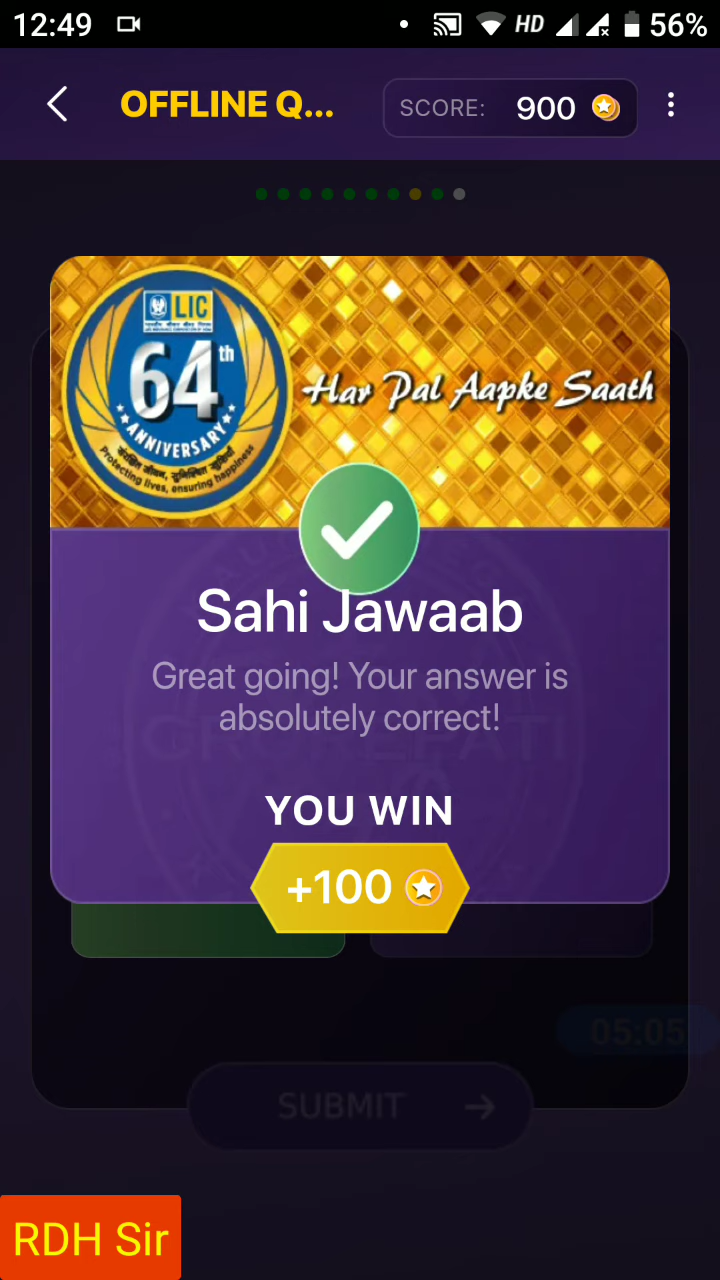 12:49
HD
56%
OFFLINE Q...
SCORE: 900
LIC
64th
ANNIVERSARY
Protecting lives, ensuring happiness
Har Pal Aapke Saath
Sahi Jawaab
Great going! Your answer is
absolutely correct!
YOU WIN
+100
05:05
SUBMIT
RDH Sir